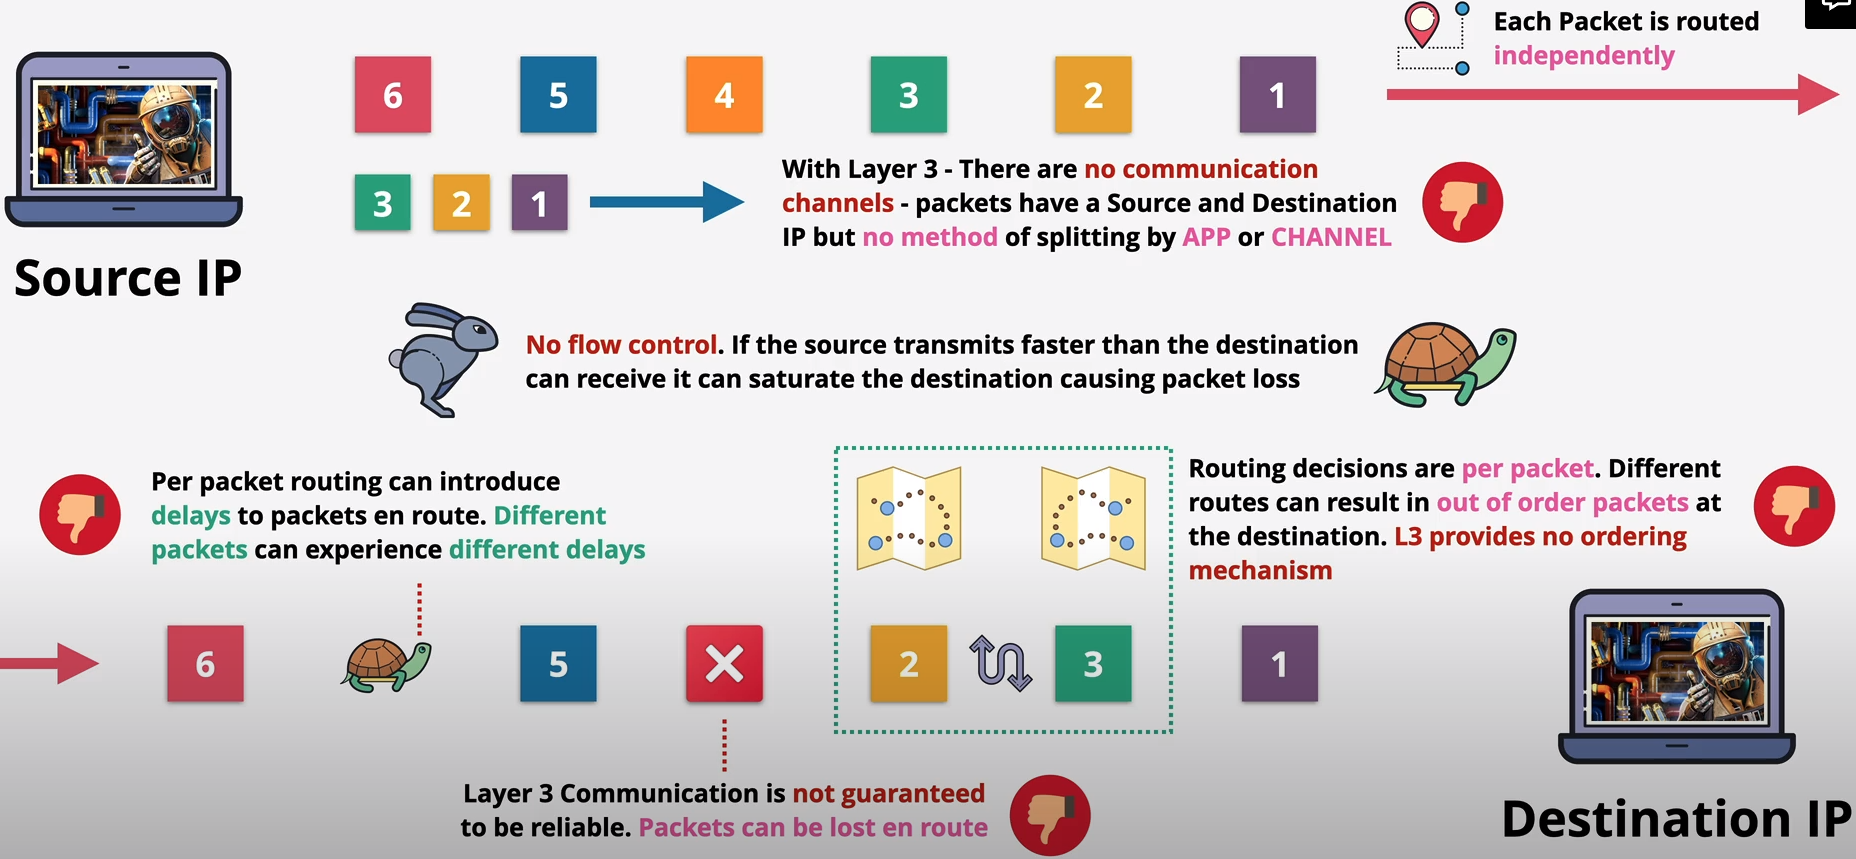 Each Packet is routed
independently
6 5 4 3 2 1
With Layer 3 - There are no communication
channels - packets have a Source and Destination
IP but no method of splitting by APP or CHANNEL
3 2 1
Source IP
No flow control. If the source transmits faster than the destination
can receive it can saturate the destination causing packet loss
Per packet routing can introduce
delays to packets en route. Different
packets can experience different delays
Routing decisions are per packet. Different
routes can result in out of order packets at
the destination. L3 provides no ordering
mechanism
6 5 2 3 1
Layer 3 Communication is not guaranteed
to be reliable. Packets can be lost en route
Destination IP